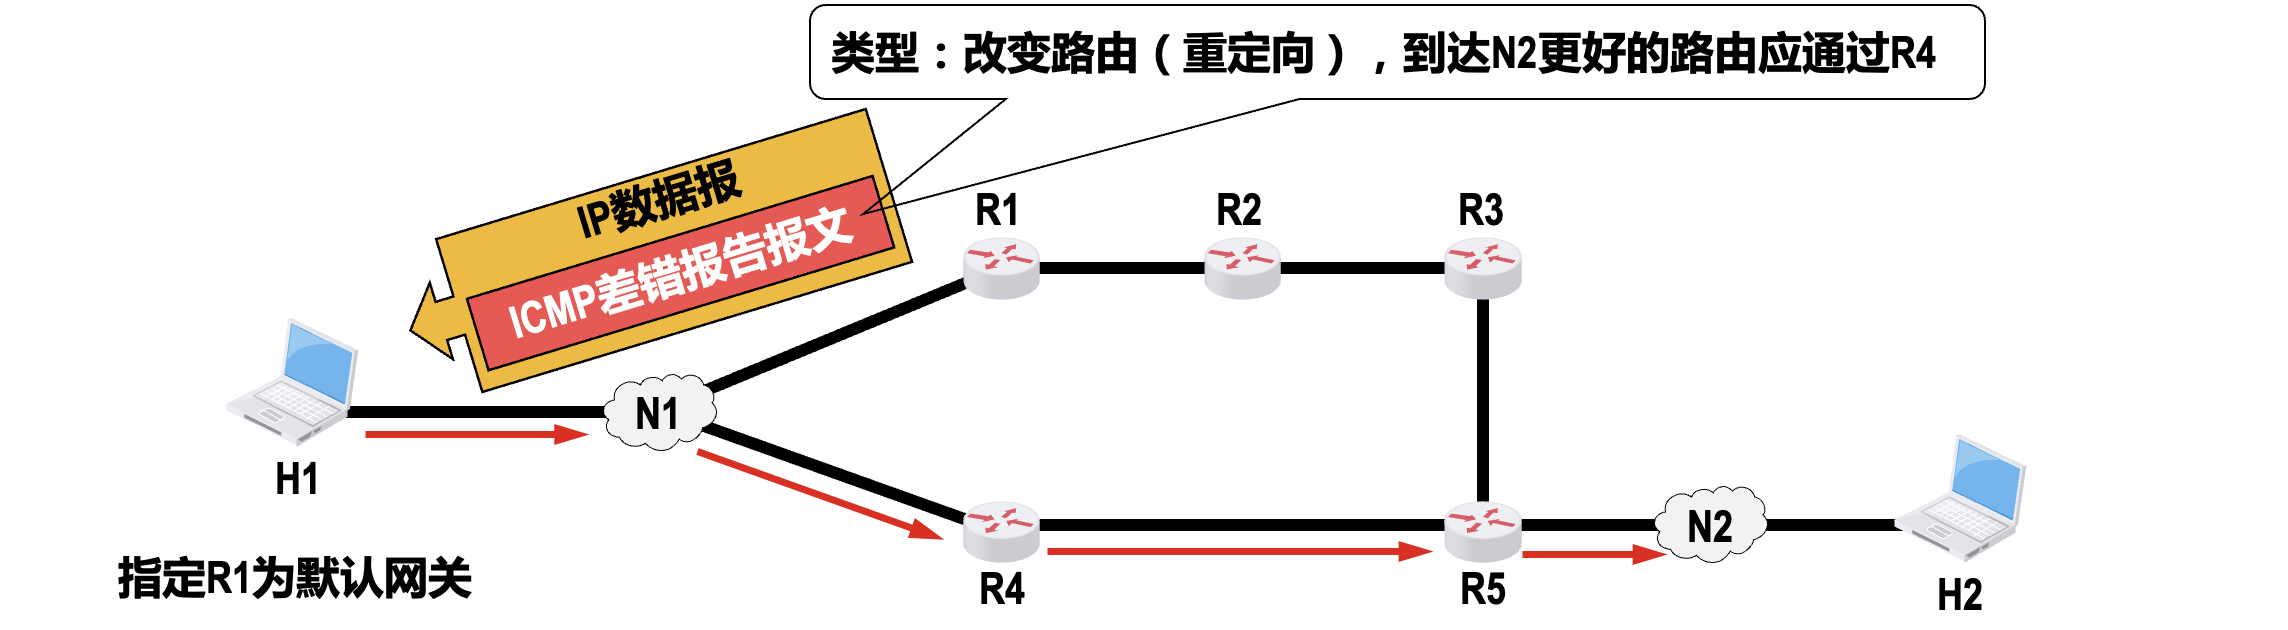 类型：改变路由（重定向），到达N2更好的路由应通过R4
IP数据报
ICMP差错报告报文
R1
R2
R3
N1
H1
R4
R5
N2
H2
指定R1为默认网关